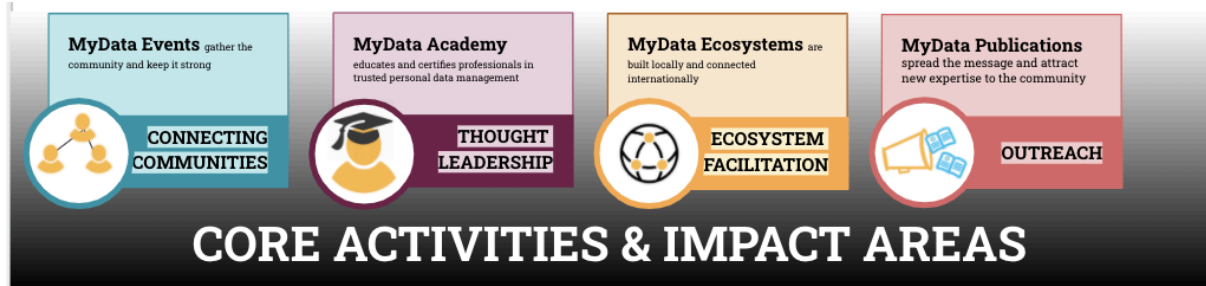 MyData Events gather the
community and keep it strong
CONNECTING
COMMUNITIES
MyData Academy
educates and certifies professionals in
trusted personal data management
THOUGHT
LEADERSHIP
MyData Ecosystems are
built locally and connected
internationally
ECOSYSTEM
FACILITATION
MyData Publications
spread the message and attract
new expertise to the community
OUTREACH
CORE ACTIVITIES & IMPACT AREAS